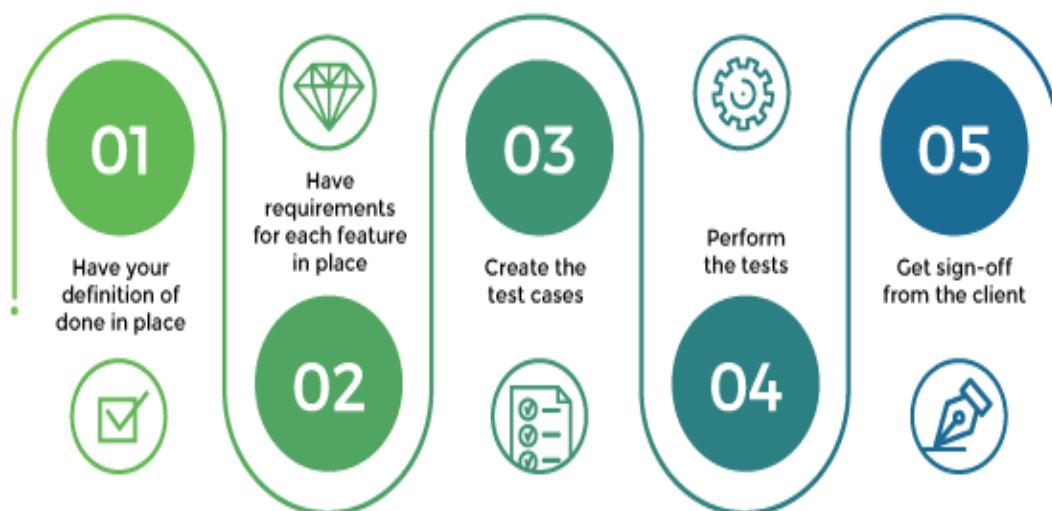 01
Have your
definition of
done in place
Have
requirements
for each feature
in place
02
03
Create the
test cases
Perform
the tests
04
05
Get sign-off
from the client